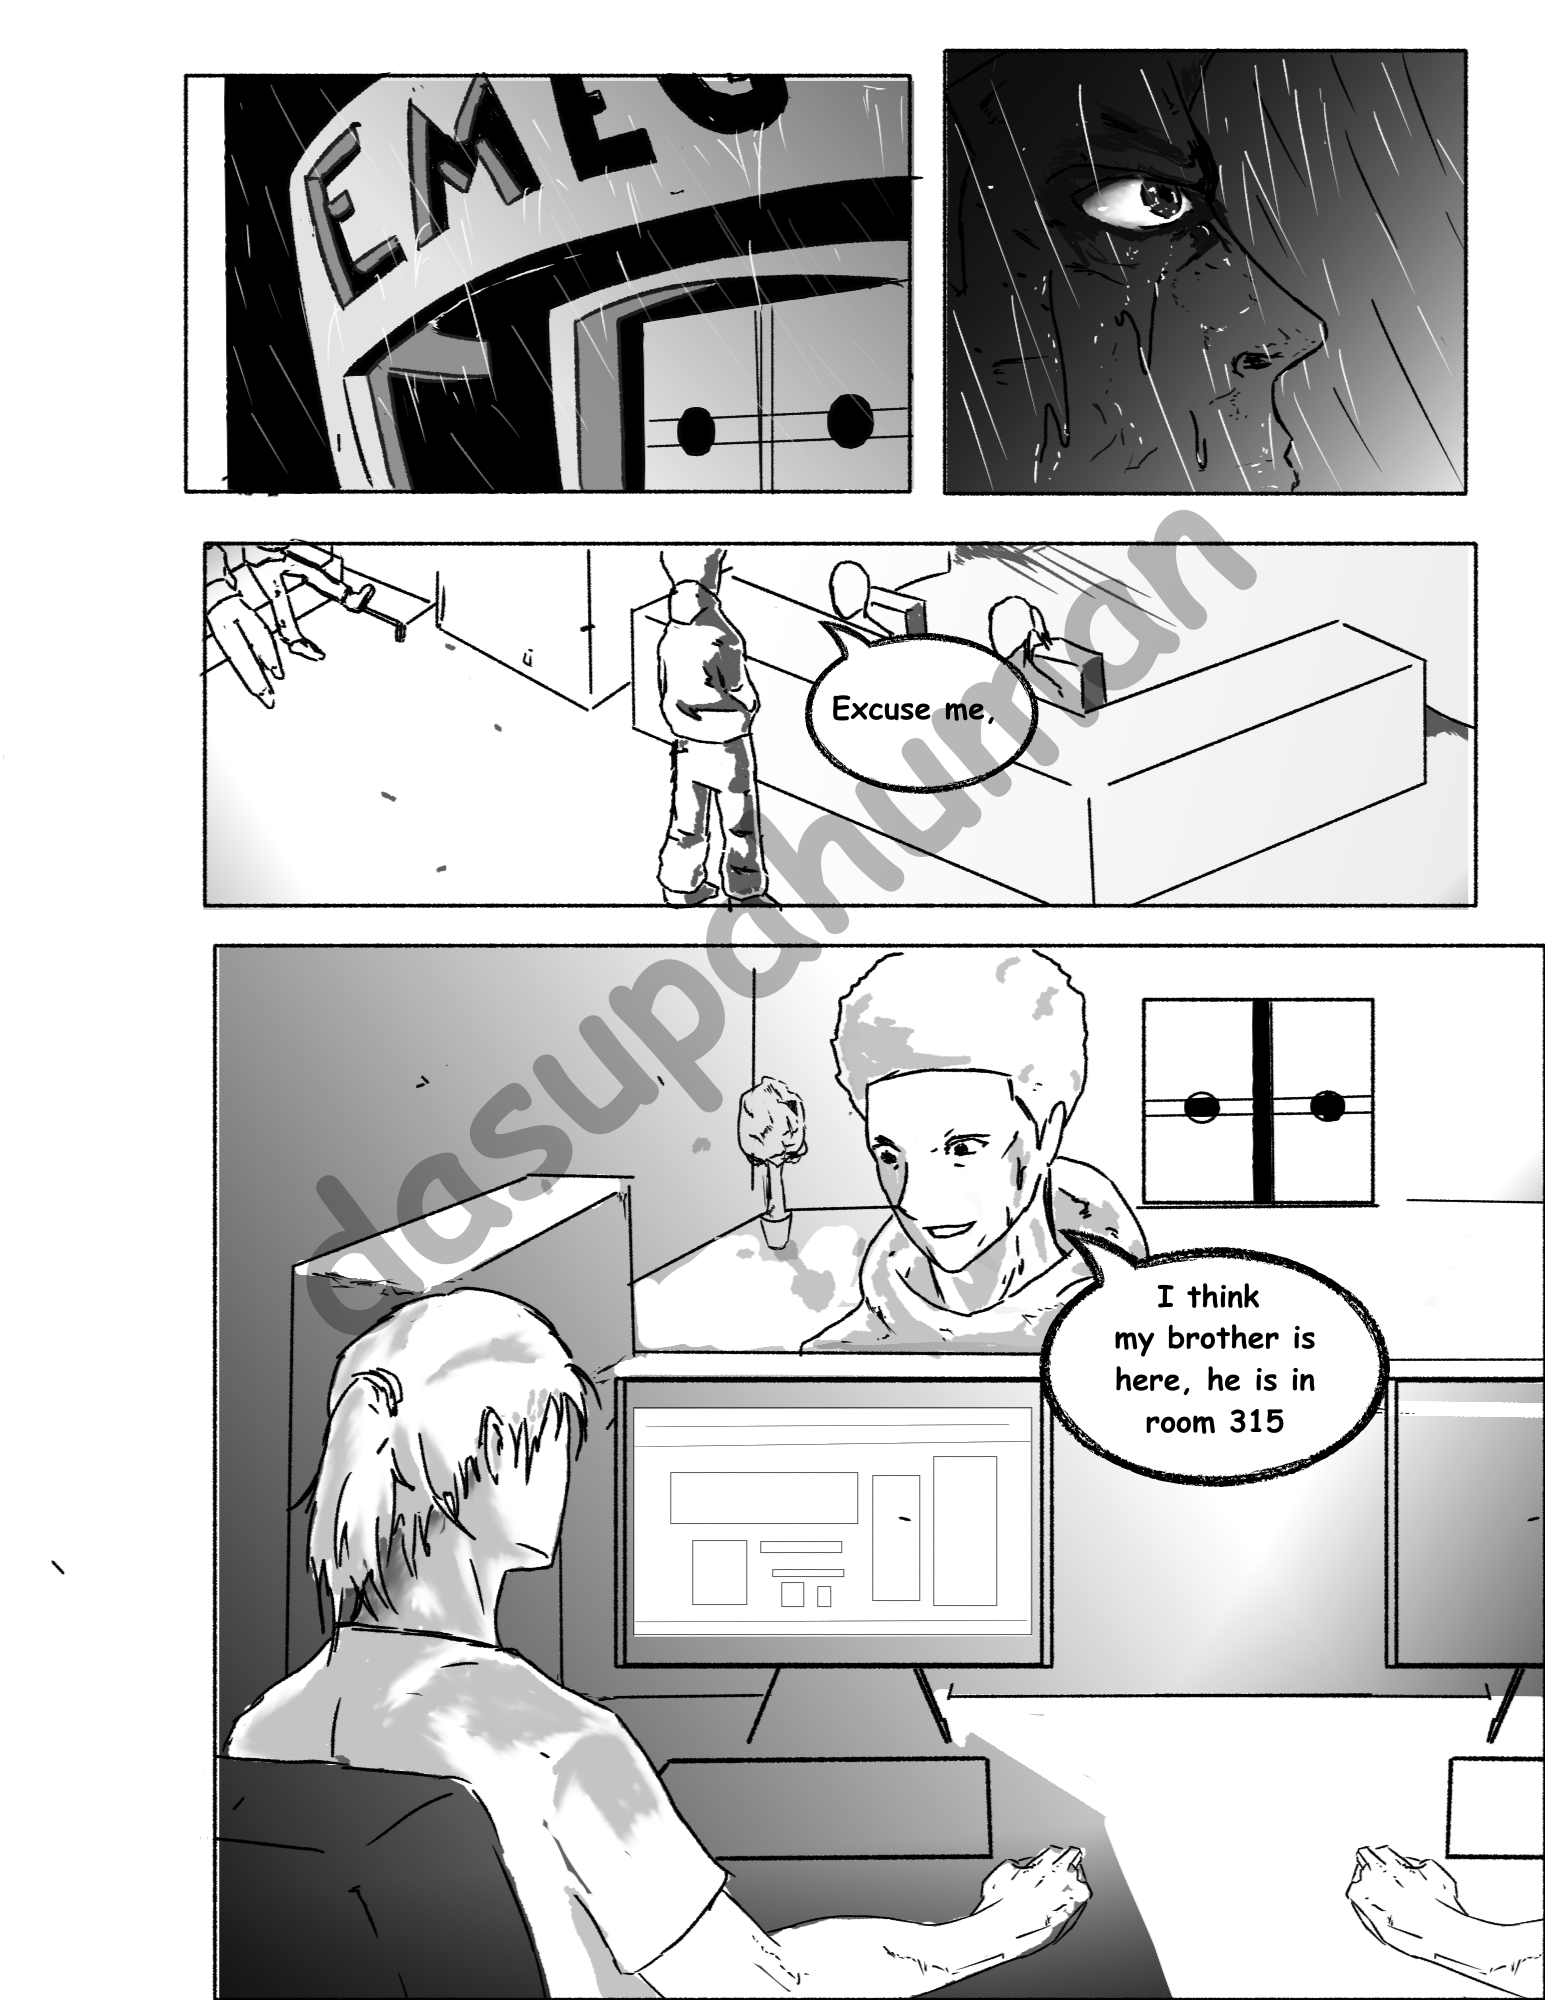 EMEG
Excuse me,
I think
my brother is
here, he is in
room 315
dasupahuman